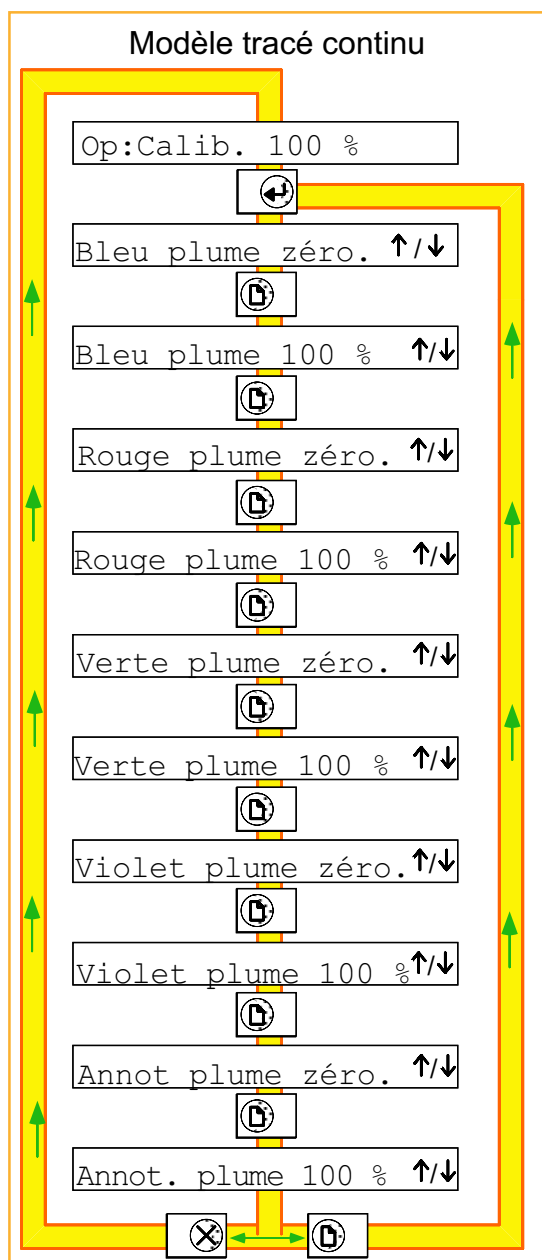 Modèle tracé continu
Op:Calib. 100 %
Bleu plume zéro. ↑/↓
Bleu plume 100 % ↑/↓
Rouge plume zéro. ↑/↓
Rouge plume 100 % ↑/↓
Verte plume zéro. ↑/↓
Verte plume 100 % ↑/↓
Violet plume zéro. ↑/↓
Violet plume 100 % ↑/↓
Annot plume zéro. ↑/↓
Annot. plume 100 % ↑/↓